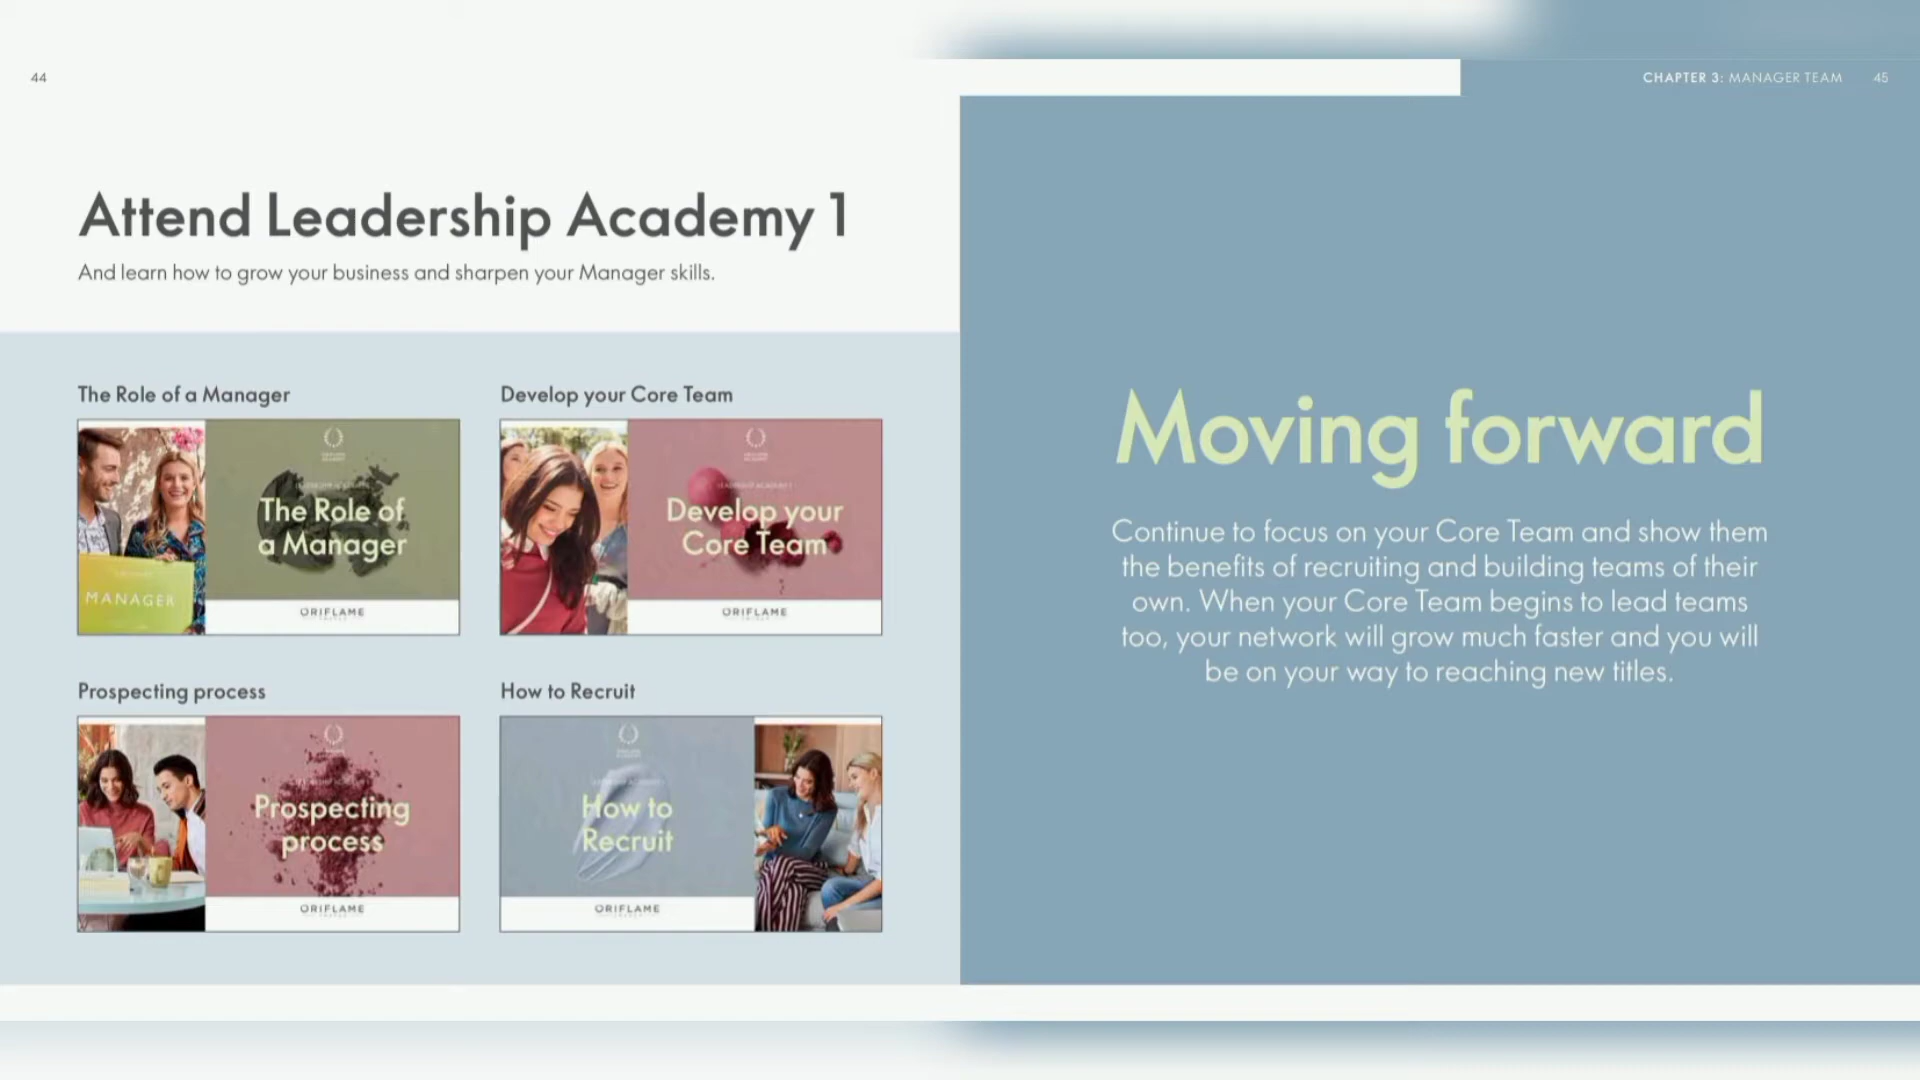 44
CHAPTER 3: MANAGER TEAM 45
Attend Leadership Academy 1
And learn how to grow your business and sharpen your Manager skills.
The Role of a Manager
MANAGER
The Role of
a Manager
ORIFLAME
Develop your Core Team
LEADERSHIP ACADEMY 1
Develop your
Core Team
ORIFLAME
Prospecting process
Prospecting
process
ORIFLAME
How to Recruit
How to
Recruit
ORIFLAME
Moving forward
Continue to focus on your Core Team and show them
the benefits of recruiting and building teams of their
own. When your Core Team begins to lead teams
too, your network will grow much faster and you will
be on your way to reaching new titles.